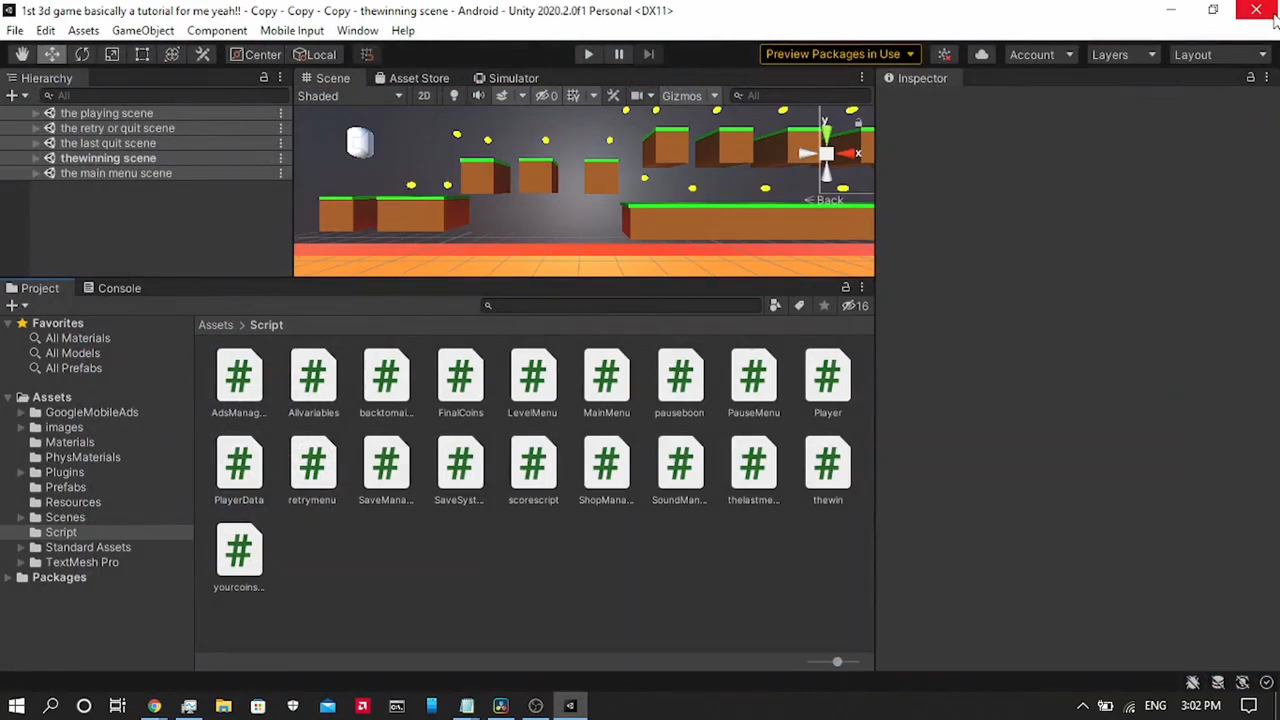 1st 3d game basically a tutorial for me yeah!! - Copy - Copy - Copy - thewinning scene - Android - Unity 2020.2.0f1 Personal <DX11>
File Edit Assets GameObject Component Mobile Input Window Help
Center Local Preview Packages in Use Account Layers Layout
Hierarchy Scene Asset Store Simulator Inspector
All Shaded 2D 0 Gizmos All
the playing scene
the retry or quit scene
the last quit scene
thewinning scene
the main menu scene
y
x
Back
Project Console
16
Favorites
All Materials
All Models
All Prefabs
Assets
GoogleMobileAds
images
Materials
PhysMaterials
Plugins
Prefabs
Resources
Scenes
Script
Standard Assets
TextMesh Pro
Packages
Assets > Script
AdsManag... Allvariables backtomai... FinalCoins LevelMenu MainMenu pauseboon PauseMenu Player
PlayerData retrymenu SaveMana... SaveSyst... scorescript ShopMana... SoundMan... thelastme... thewin
yourcoins...
ENG 3:02 PM